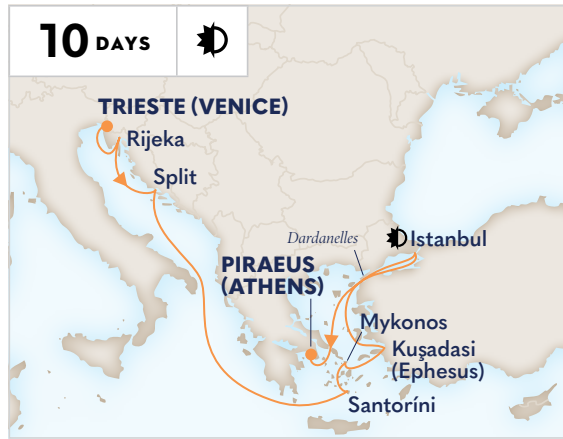 10 DAYS
TRIESTE (VENICE)
Rijeka
Split
Dardanelles
Istanbul
PIRAEUS
(ATHENS)
Mykonos
Kuşadasi
(Ephesus)
Santoríni